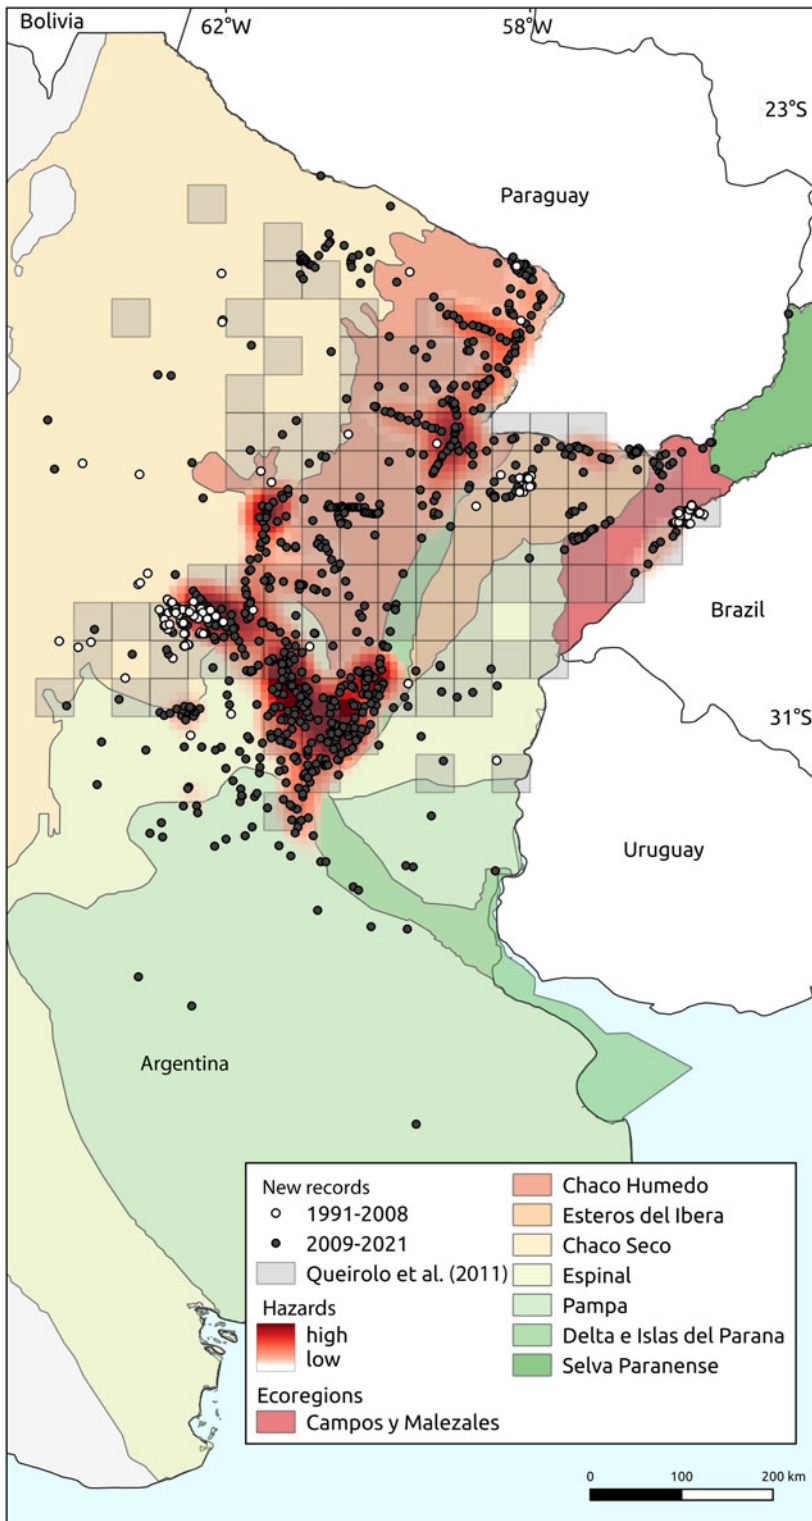 Bolivia
62°W
58°W
23°S
Paraguay
Brazil
31°S
Uruguay
Argentina
New records
1991-2008
2009-2021
Queirolo et al. (2011)
Hazards
high
low
Ecoregions
Campos y Malezales
Chaco Humedo
Esteros del Ibera
Chaco Seco
Espinal
Pampa
Delta e Islas del Parana
Selva Paranense
0 100 200 km